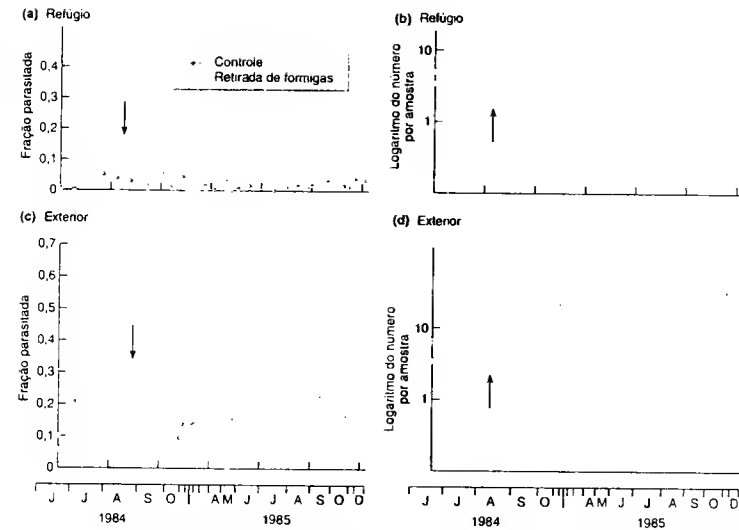 (a) Refúgio
Fração parasitada
0,4
0,3
0,2
0,1
0
Controle
Retirada de formigas
(b) Refúgio
Logaritmo do número
por amostra
10
1
(c) Exterior
Fração parasitada
0,7
0,6
0,5
0,4
0,3
0,2
0,1
0
J J A S O A M J J A S O D
1984 1985
(d) Exterior
Logaritmo do número
por amostra
10
1
J J A S O A M J J A S O D
1984 1985